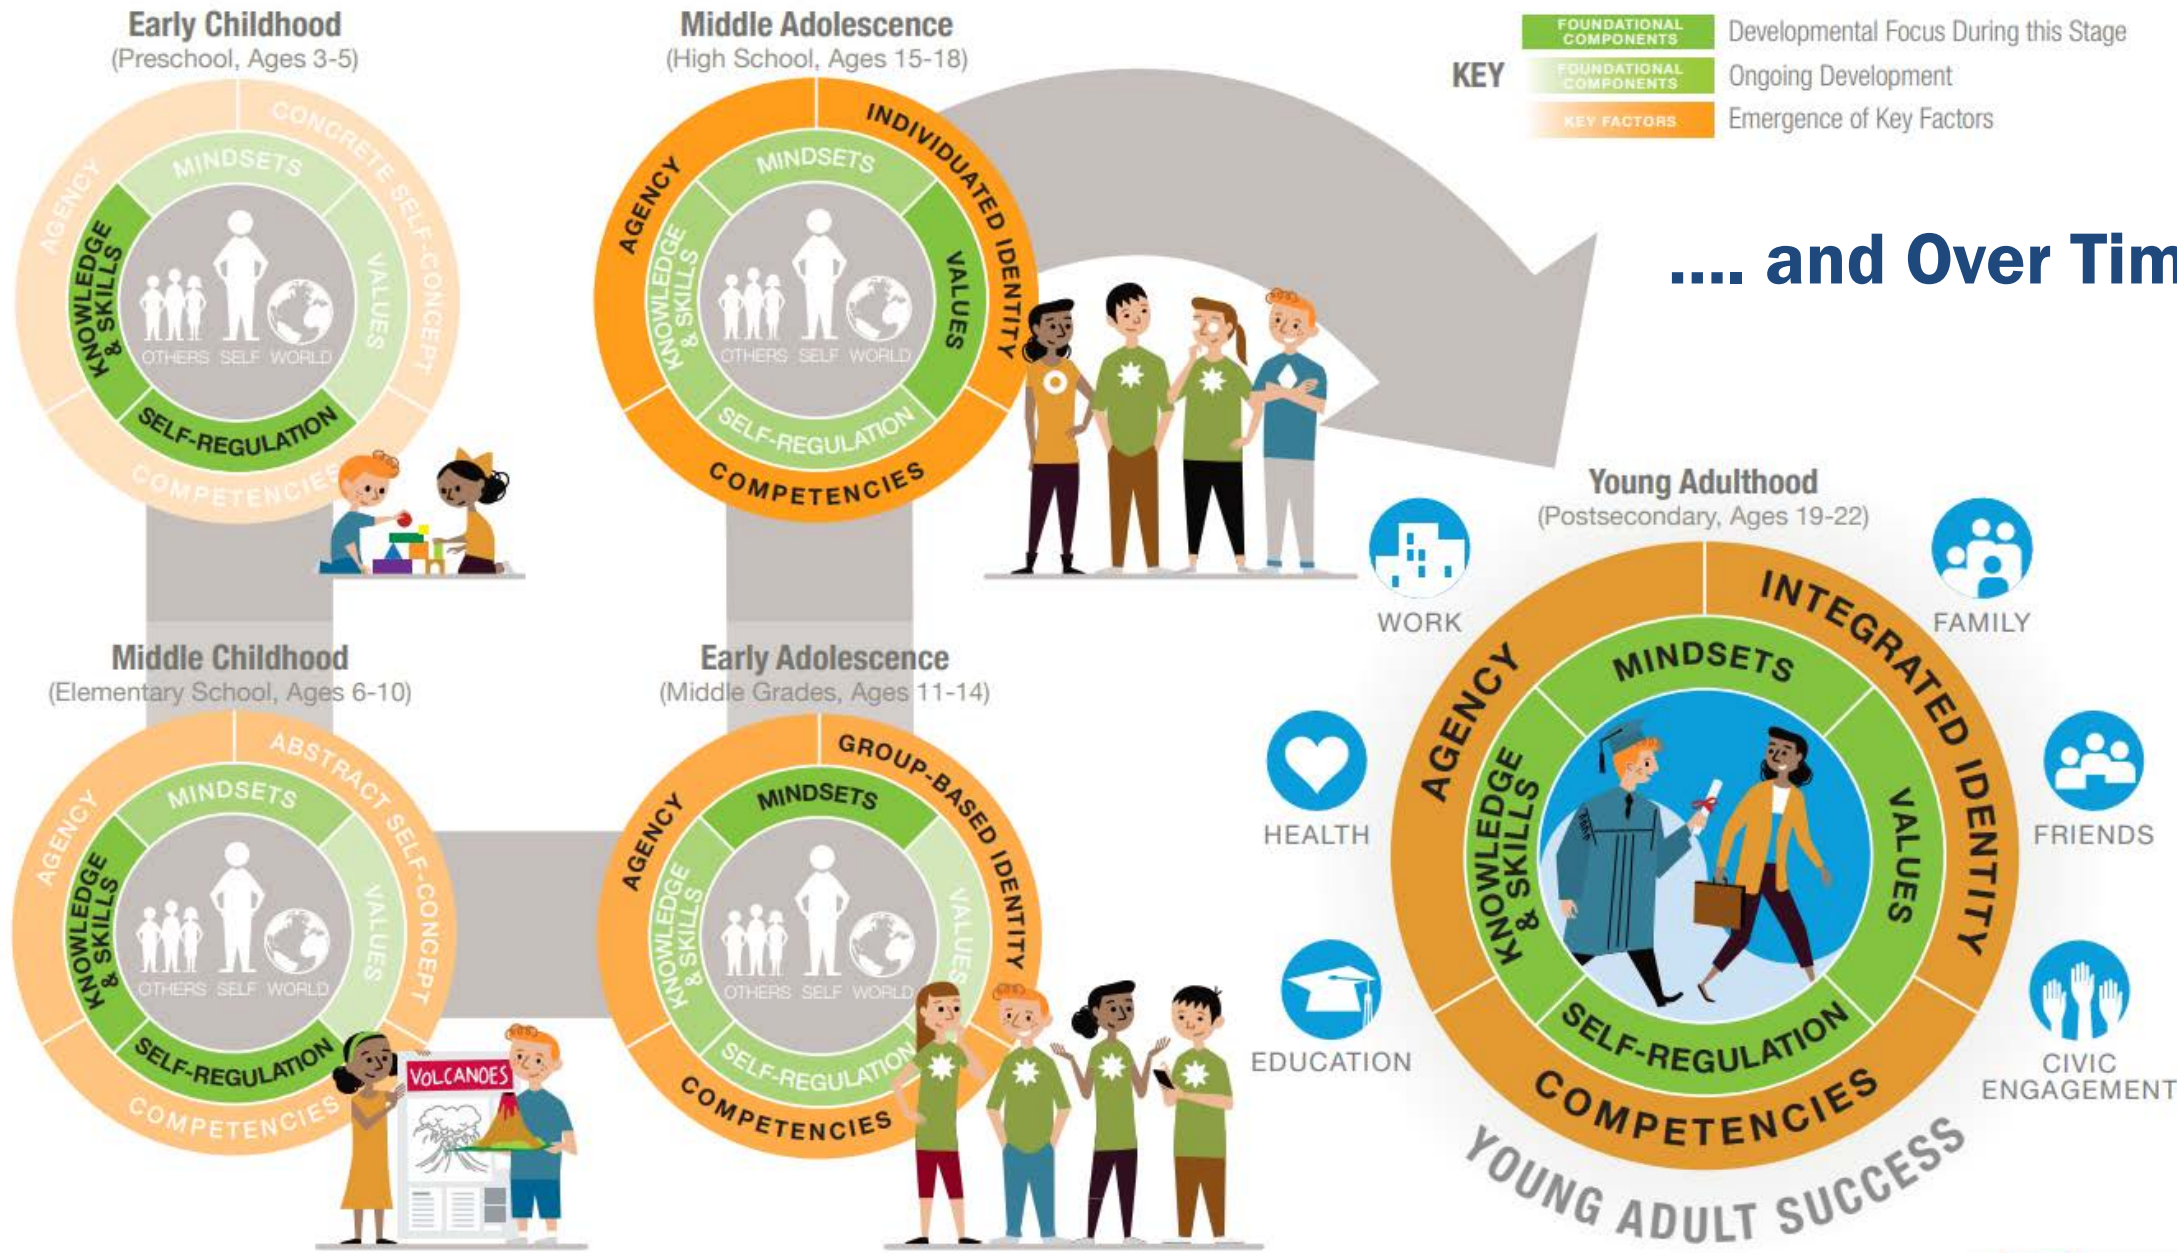 Early Childhood
(Preschool, Ages 3-5)
AGENCY
CONCRETE SELF-CONCEPT
COMPETENCIES
MINDSETS
VALUES
KNOWLEDGE
& SKILLS
SELF-REGULATION
OTHERS SELF WORLD
Middle Childhood
(Elementary School, Ages 6-10)
AGENCY
ABSTRACT SELF-CONCEPT
COMPETENCIES
MINDSETS
VALUES
KNOWLEDGE
& SKILLS
SELF-REGULATION
OTHERS SELF WORLD
VOLCANOES
Early Adolescence
(Middle Grades, Ages 11-14)
AGENCY
GROUP-BASED IDENTITY
COMPETENCIES
MINDSETS
VALUES
KNOWLEDGE
& SKILLS
SELF-REGULATION
OTHERS SELF WORLD
Middle Adolescence
(High School, Ages 15-18)
AGENCY
INDIVIDUATED IDENTITY
COMPETENCIES
MINDSETS
VALUES
KNOWLEDGE
& SKILLS
SELF-REGULATION
OTHERS SELF WORLD
KEY
FOUNDATIONAL
COMPONENTS
Developmental Focus During this Stage
FOUNDATIONAL
COMPONENTS
Ongoing Development
KEY FACTORS
Emergence of Key Factors
.... and Over Tim
Young Adulthood
(Postsecondary, Ages 19-22)
WORK
FAMILY
HEALTH
FRIENDS
EDUCATION
CIVIC
ENGAGEMENT
AGENCY
INTEGRATED IDENTITY
COMPETENCIES
MINDSETS
VALUES
KNOWLEDGE
& SKILLS
SELF-REGULATION
YOUNG ADULT SUCCESS